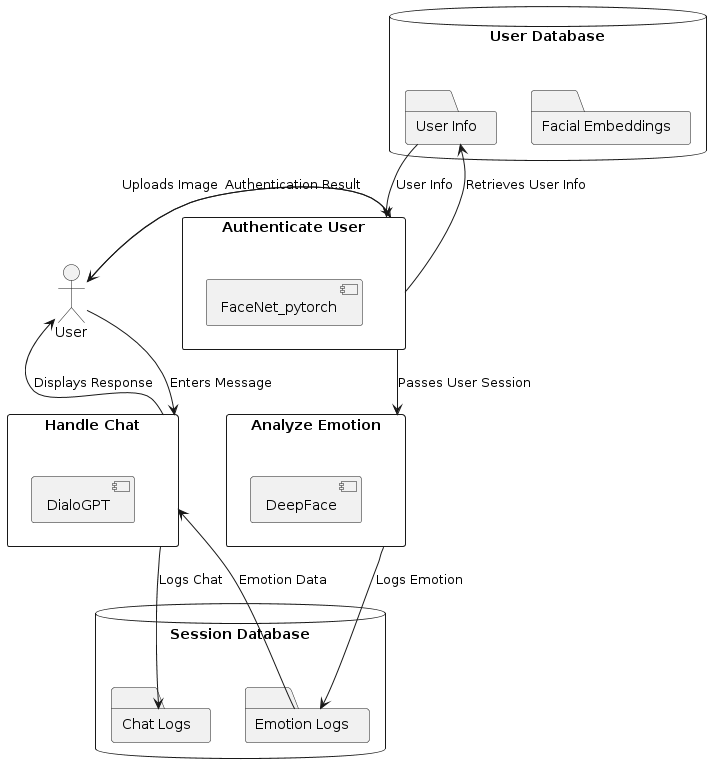 User Database
User Info
Facial Embeddings
Uploads Image
Authentication Result
User Info
Retrieves User Info
Authenticate User
FaceNet_pytorch
User
Displays Response
Enters Message
Passes User Session
Handle Chat
Analyze Emotion
DialoGPT
DeepFace
Logs Chat
Emotion Data
Logs Emotion
Session Database
Chat Logs
Emotion Logs